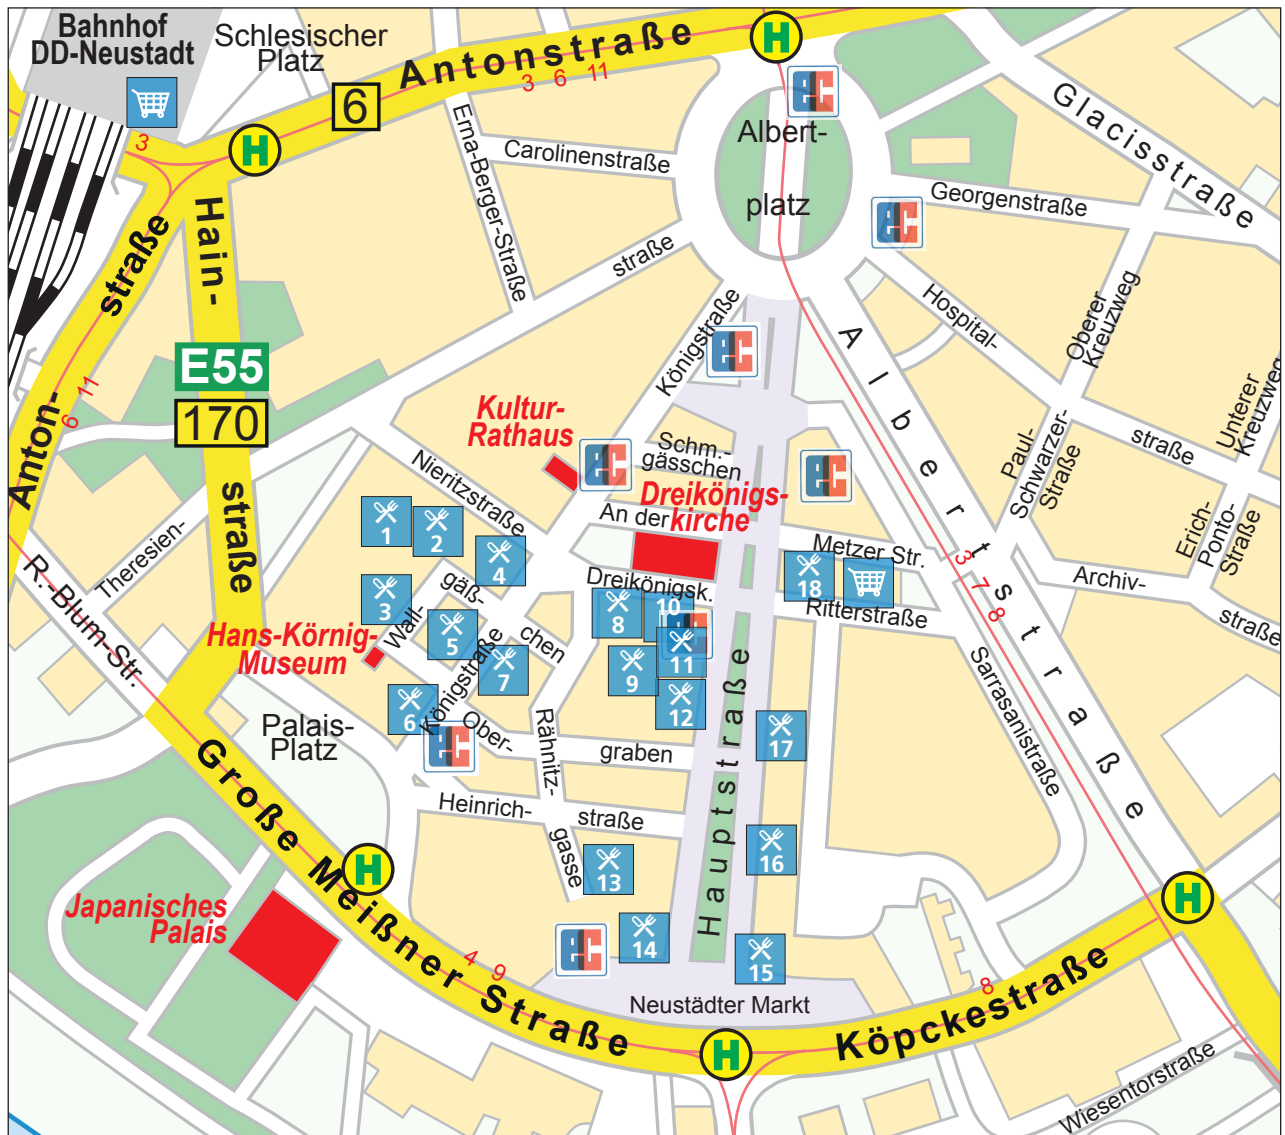 Bahnhof
DD-Neustadt
Schlesischer
Platz
Antonstraße
3 6 11
H
6
3
H
Albert-
platz
Glacisstraße
Georgenstraße
Carolinenstraße
Erna-Berger-Straße
straße
Hain-
straße
E55
170
Anton-
straße
6 11
Königstraße
Hospital-
straße
Oberer
Kreuzweg
Unterer
Kreuzweg
Paul-
Schwarzer-
Straße
Erich-
Ponto-
Straße
Archiv-
straße
Albertstraße
3 7 8
Kultur-
Rathaus
Schm.-
gässchen
Dreikönigs-
kirche
An der
Dreikönigsk.
Metzer Str.
Ritterstraße
Sarrasanistraße
Nieritzstraße
Theresien-
R.-Blum-Str.
Hans-Körnig-
Museum
Wall-
gäß-
chen
Königstraße
Ober-
graben
Rähnitz-
gasse
Heinrich-
straße
Palais-
Platz
Hauptstraße
1
2
3
4
5
6
7
8
9
10
11
12
13
14
15
16
17
18
Japanisches
Palais
Große Meißner Straße
4 9
H
Neustädter Markt
H
Köpckestraße
8
H
Wiesentorstraße